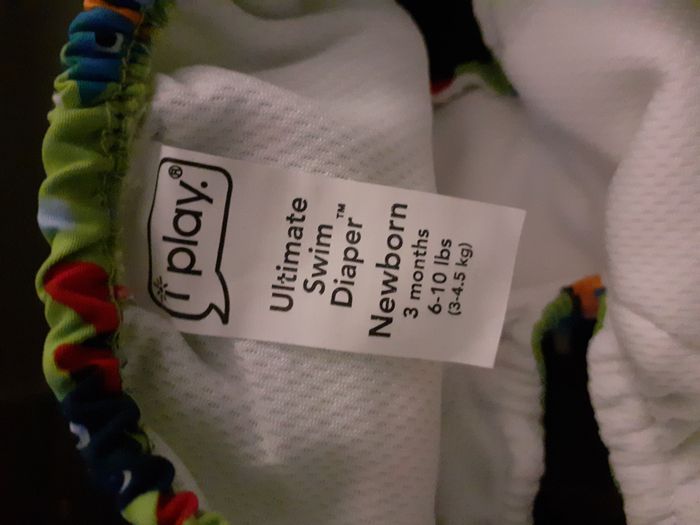 i play.®
Ultimate
Swim
Diaper™
Newborn
3 months
6-10 lbs
(3-4.5 kg)